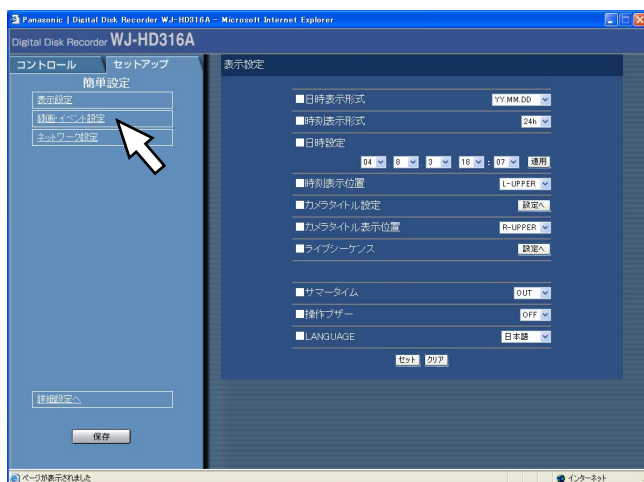 Panasonic | Digital Disk Recorder WJ-HD316A - Microsoft Internet Explorer
Digital Disk Recorder WJ-HD316A
コントロール セットアップ
簡単設定
表示設定
録画・イベント設定
ネットワーク設定
詳細設定へ
保存
表示設定
■日時表示形式 YY.MM.DD
■時刻表示形式 24h
■日時設定
04 8 3 18 : 07 適用
■時刻表示位置 L-UPPER
■カメラタイトル設定 設定へ
■カメラタイトル表示位置 R-UPPER
■ライブシーケンス 設定へ
■サマータイム OUT
■操作ブザー OFF
■LANGUAGE 日本語
セット クリア
ページが表示されました インターネット